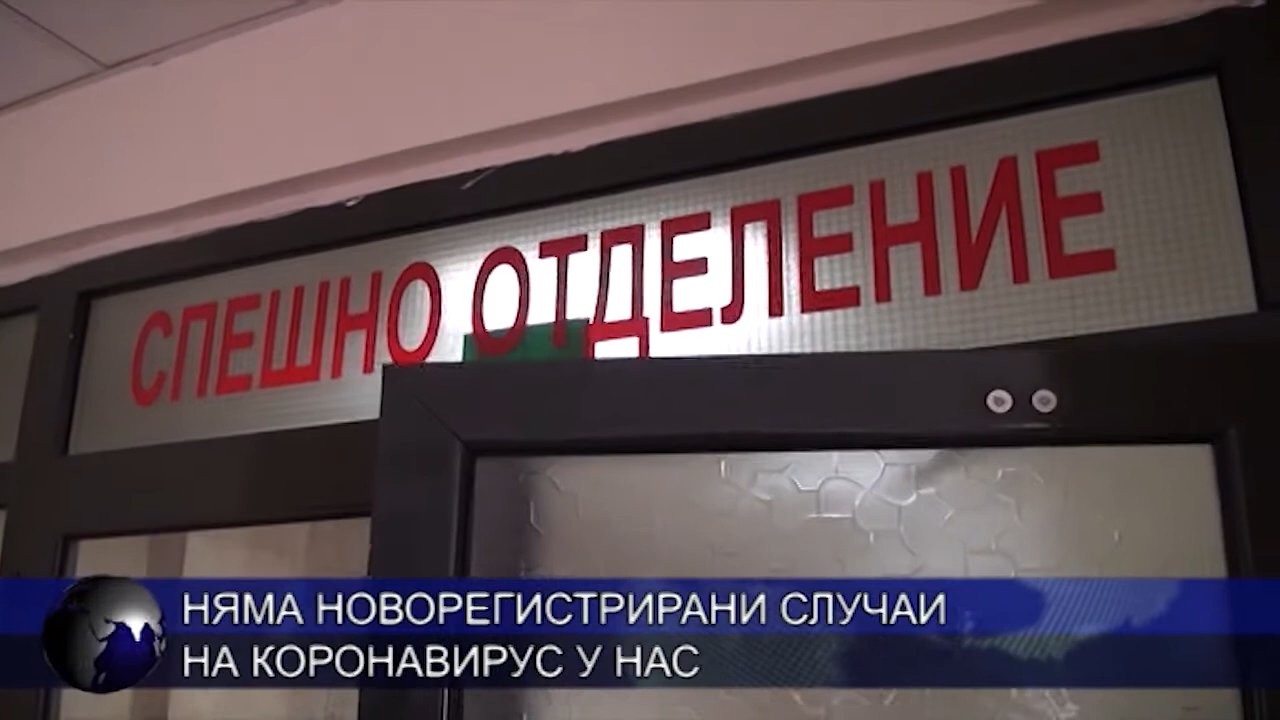 СПЕШНО ОТДЕЛЕНИЕ
НЯМА НОВОРЕГИСТРИРАНИ СЛУЧАИ
НА КОРОНАВИРУС У НАС